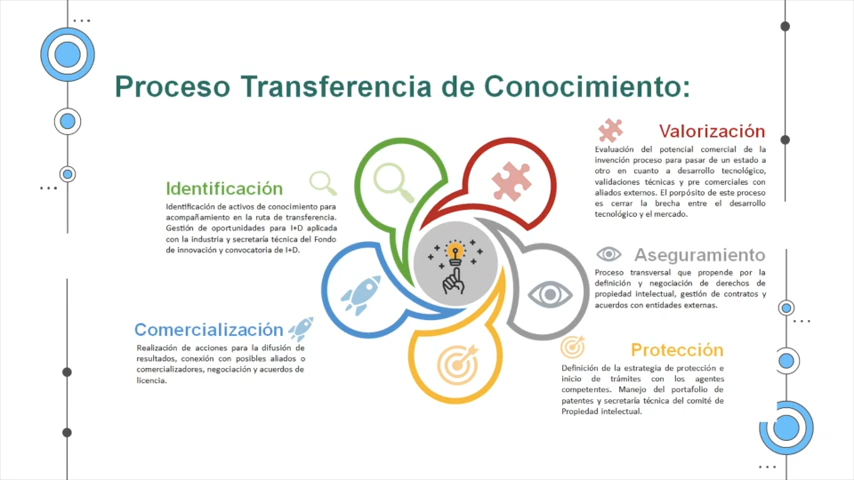 Proceso Transferencia de Conocimiento:
Identificación
Identificación de activos de conocimiento para
acompañamiento en la ruta de transferencia.
Gestión de oportunidades para I+D aplicada
con la industria y secretaría técnica del Fondo
de innovación y convocatoria de I+D.
Comercialización
Realización de acciones para la difusión de
resultados, conexión con posibles aliados o
comercializadores, negociación y acuerdos de
licencia.
Valorización
Evaluación del potencial comercial de la
invención proceso para pasar de un estado a
otro en cuanto a desarrollo tecnológico,
validaciones técnicas y pre comerciales con
aliados externos. El porpósito de este proceso
es cerrar la brecha entre el desarrollo
tecnológico y el mercado.
Aseguramiento
Proceso transversal que propende por la
definición y negociación de derechos de
propiedad intelectual, gestión de contratos y
acuerdos con entidades externas.
Protección
Definición de la estrategia de protección e
inicio de trámites con los agentes
competentes. Manejo del portafolio de
patentes y secretaría técnica del comité de
Propiedad intelectual.